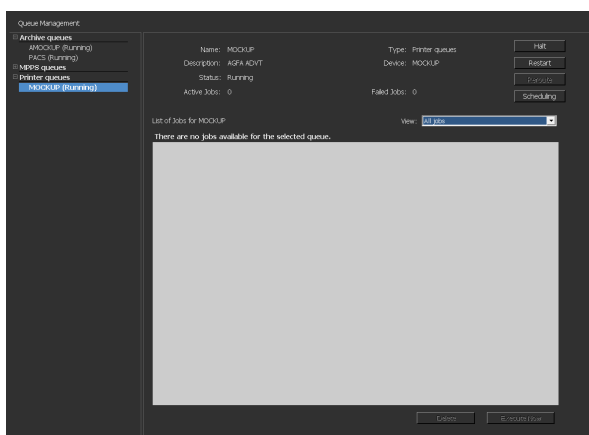 Queue Management
Archive queues
AMOCKUP (Running)
PACS (Running)
MPPS queues
Printer queues
MOCKUP (Running)
Name: MOCKUP
Type: Printer queues
Description: AGFA ADVT
Device: MOCKUP
Status: Running
Active Jobs: 0
Failed Jobs: 0
Halt
Restart
Reroute
Scheduling
List of Jobs for MOCKUP
View: All jobs
There are no jobs available for the selected queue.
Delete
Execute Now